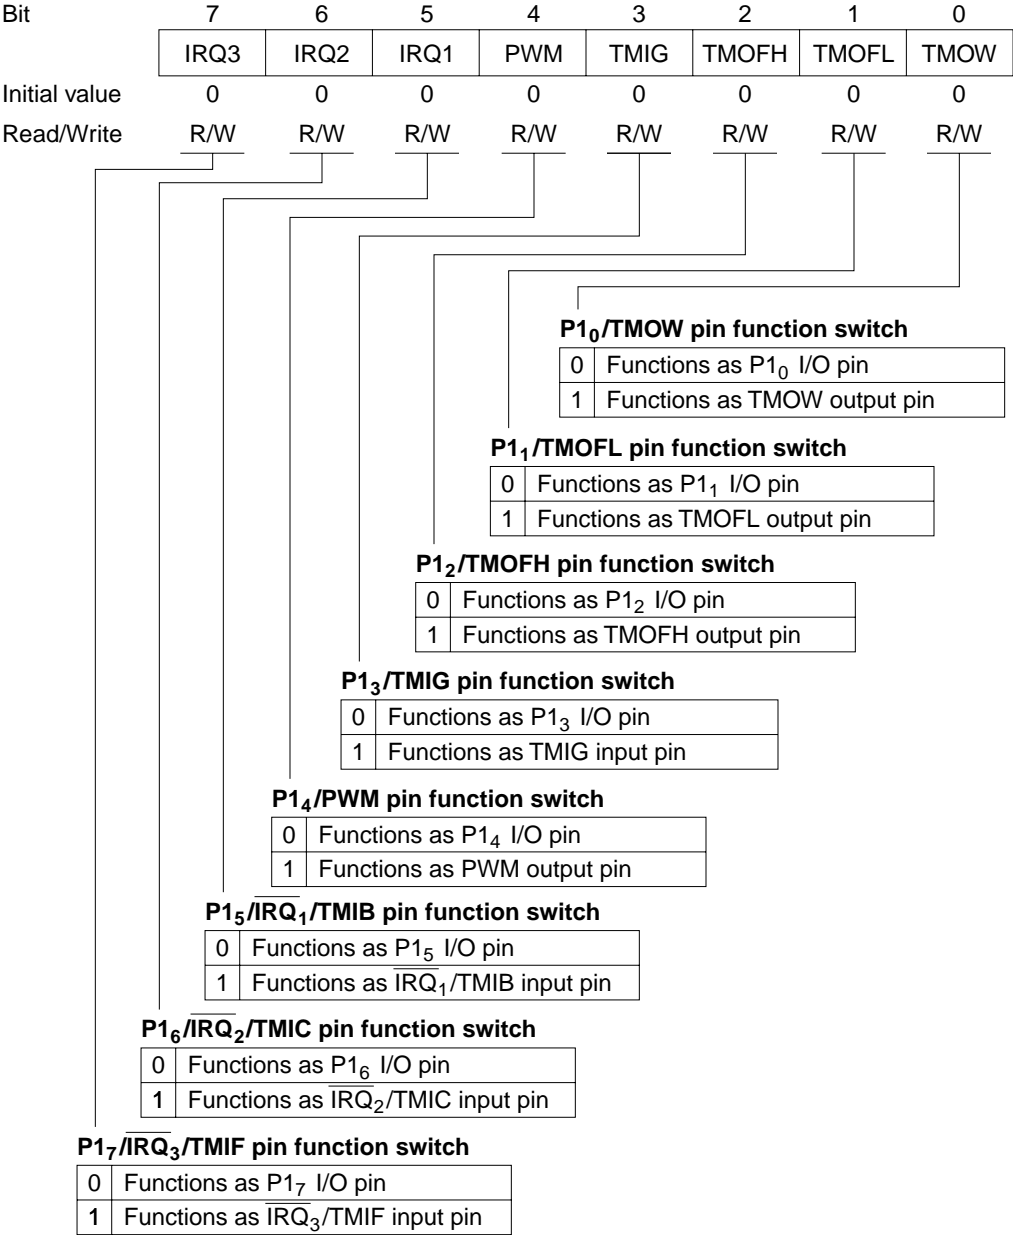 Bit 7 6 5 4 3 2 1 0
IRQ3 IRQ2 IRQ1 PWM TMIG TMOFH TMOFL TMOW
Initial value 0 0 0 0 0 0 0 0
Read/Write R/W R/W R/W R/W R/W R/W R/W R/W
P1₀/TMOW pin function switch
0 Functions as P1₀ I/O pin
1 Functions as TMOW output pin
P1₁/TMOFL pin function switch
0 Functions as P1₁ I/O pin
1 Functions as TMOFL output pin
P1₂/TMOFH pin function switch
0 Functions as P1₂ I/O pin
1 Functions as TMOFH output pin
P1₃/TMIG pin function switch
0 Functions as P1₃ I/O pin
1 Functions as TMIG input pin
P1₄/PWM pin function switch
0 Functions as P1₄ I/O pin
1 Functions as PWM output pin
P1₅/I̅R̅Q̅₁/TMIB pin function switch
0 Functions as P1₅ I/O pin
1 Functions as I̅R̅Q̅₁/TMIB input pin
P1₆/I̅R̅Q̅₂/TMIC pin function switch
0 Functions as P1₆ I/O pin
1 Functions as I̅R̅Q̅₂/TMIC input pin
P1₇/I̅R̅Q̅₃/TMIF pin function switch
0 Functions as P1₇ I/O pin
1 Functions as I̅R̅Q̅₃/TMIF input pin